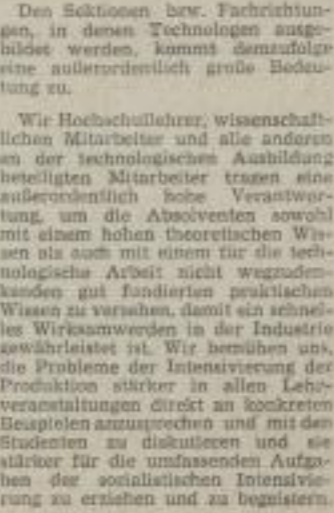 Den Sektionen bzw. Fachrichtun-
gen, in denen Technologen ausge-
bildet werden, kommt demzufolge
eine außerordentlich große Bedeu-
tung zu.
Wir Hochschullehrer, wissenschaft-
lichen Mitarbeiter und alle anderen
an der technologischen Ausbildung
beteiligten Mitarbeiter tragen eine
außerordentlich hohe Verantwor-
tung, um die Absolventen sowohl
mit einem hohen theoretischen Wis-
sen als auch mit einem für die tech-
nologische Arbeit nicht wegzuden-
kenden gut fundierten praktischen
Wissen zu versehen, damit ein schnel-
les Wirksamwerden in der Industrie
gewährleistet ist. Wir bemühen uns,
die Probleme der Intensivierung der
Produktion stärker in allen Lehr-
veranstaltungen direkt an konkreten
Beispielen anzusprechen und mit den
Studenten zu diskutieren und sie
stärker für die umfassenden Aufga-
ben der sozialistischen Intensivie-
rung zu erziehen und zu begeistern.